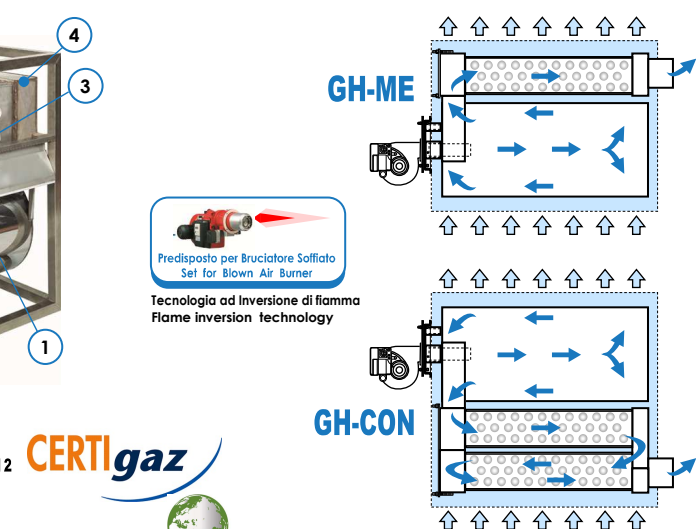 4
3
1
GH-ME
Predisposto per Bruciatore Soffiato
Set for Blown Air Burner
Tecnologia ad Inversione di fiamma
Flame inversion technology
GH-CON
12 CERTIgaz